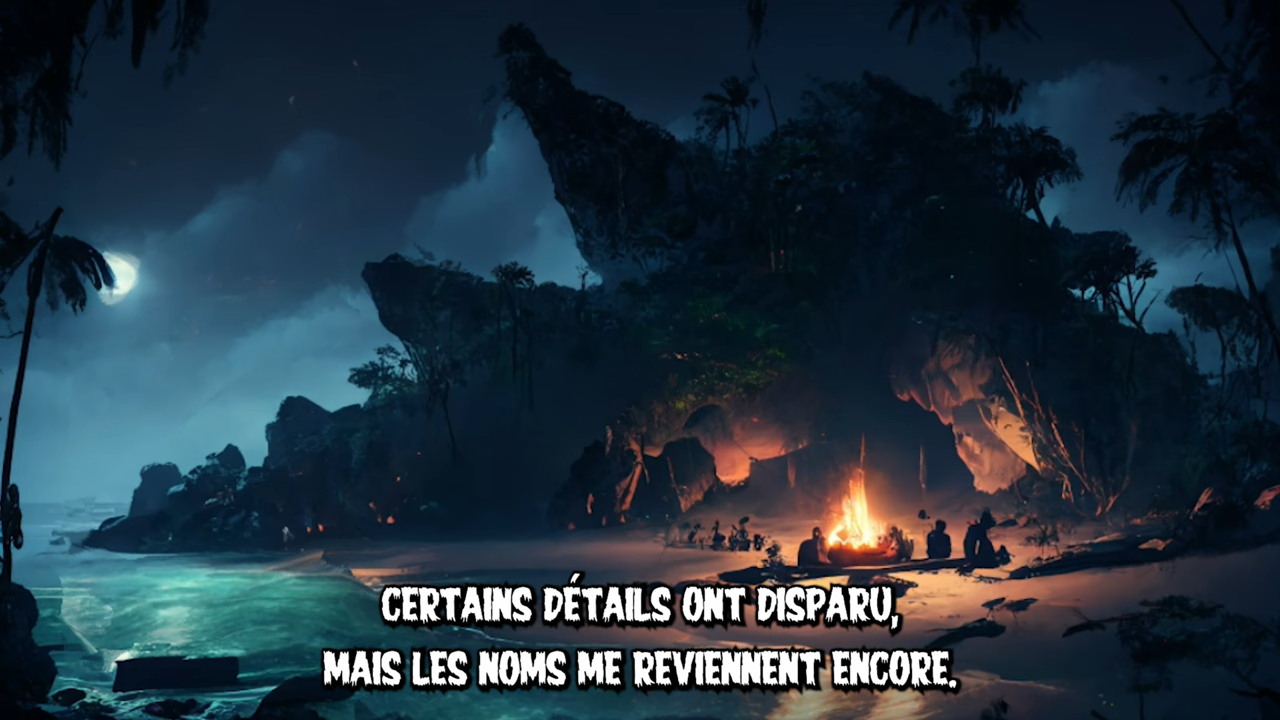 CERTAINS DÉTAILS ONT DISPARU,
MAIS LES NOMS ME REVIENNENT ENCORE.